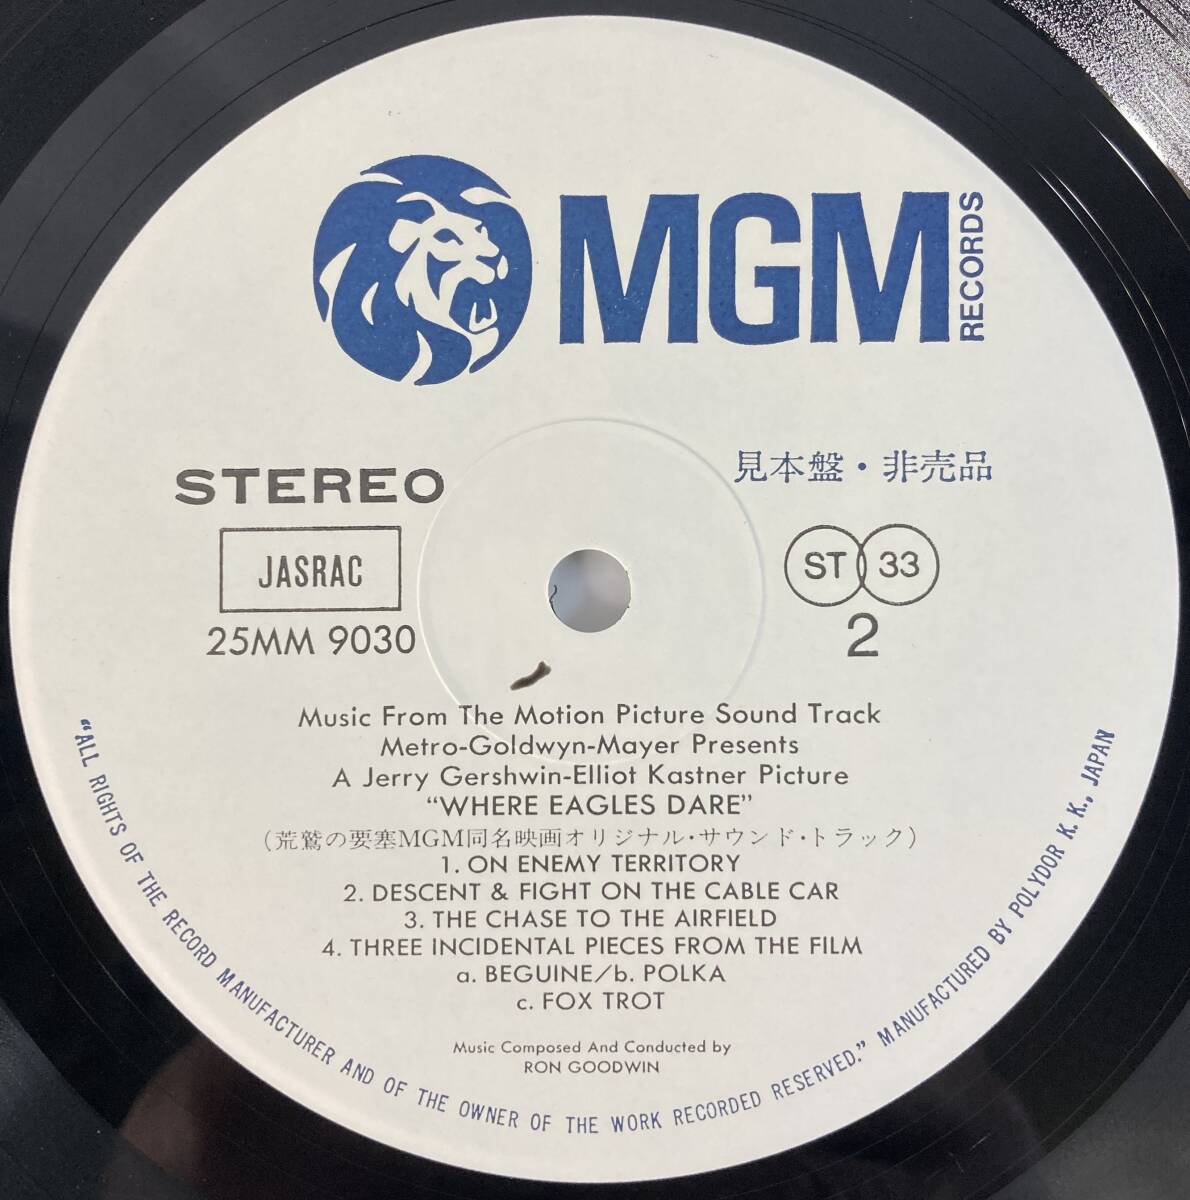 MGM
RECORDS
STEREO
見本盤・非売品
JASRAC
ST 33
25MM 9030
2
Music From The Motion Picture Sound Track
Metro-Goldwyn-Mayer Presents
A Jerry Gershwin-Elliot Kastner Picture
“WHERE EAGLES DARE”
(荒鷲の要塞MGM同名映画オリジナル・サウンド・トラック)
1. ON ENEMY TERRITORY
2. DESCENT & FIGHT ON THE CABLE CAR
3. THE CHASE TO THE AIRFIELD
4. THREE INCIDENTAL PIECES FROM THE FILM
a. BEGUINE/b. POLKA
c. FOX TROT
Music Composed And Conducted by
RON GOODWIN
“ALL RIGHTS OF THE RECORD MANUFACTURER AND OF THE OWNER OF THE WORK RECORDED RESERVED.” MANUFACTURED BY POLYDOR K. K., JAPAN